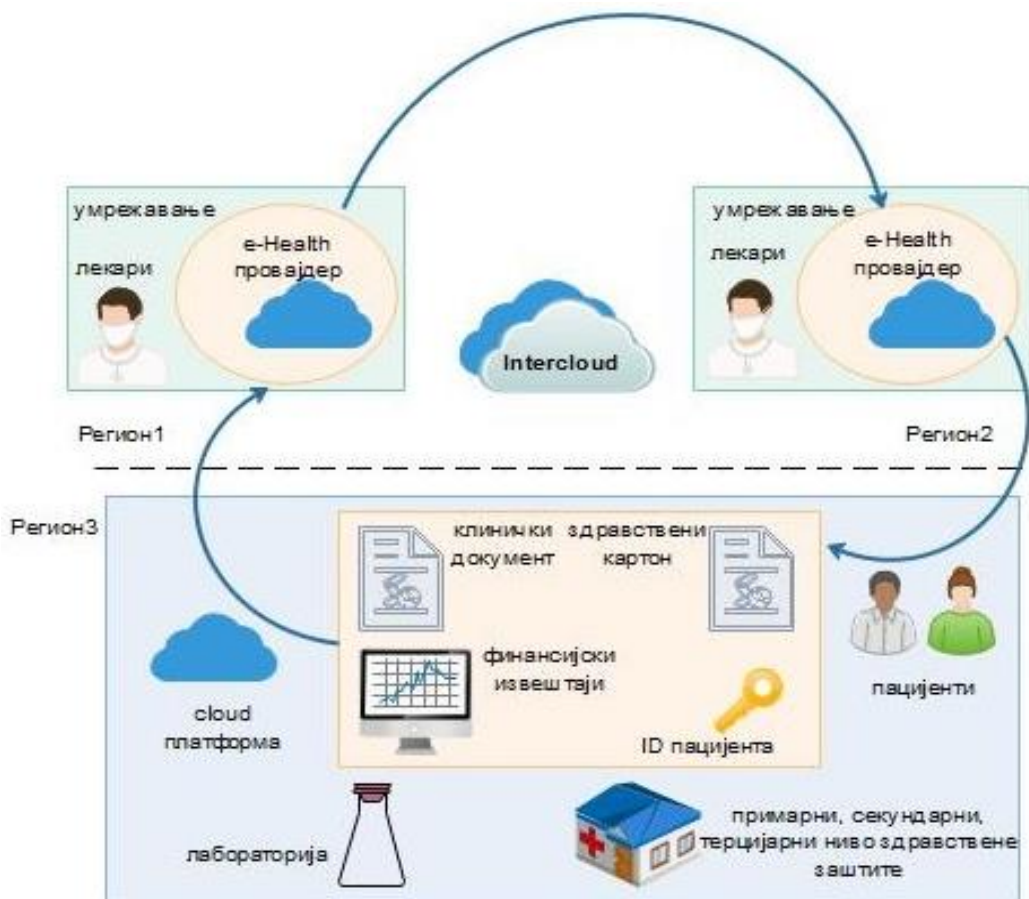 умрежавање
e-Health
провајдер
лекари
умрежавање
e-Health
провајдер
лекари
Intercloud
Регион1
Регион2
Регион3
клинички
документ
здравствени
картон
финансијски
извештаји
ID пацијента
пацијенти
cloud
платформа
лабораторија
примарни, секундарни,
терцијарни ниво здравствене
заштите